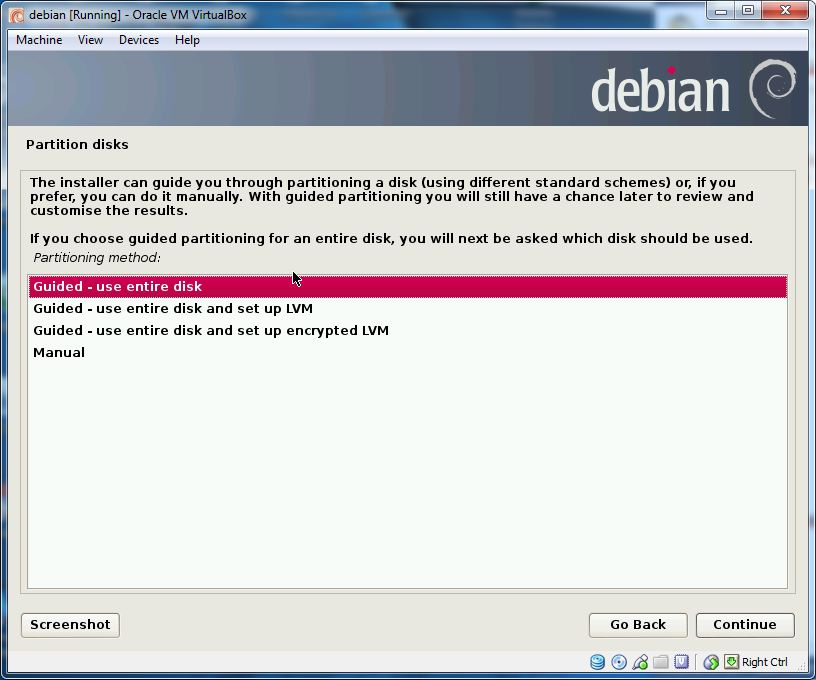 debian [Running] - Oracle VM VirtualBox
Machine View Devices Help
debian
Partition disks
The installer can guide you through partitioning a disk (using different standard schemes) or, if you
prefer, you can do it manually. With guided partitioning you will still have a chance later to review and
customise the results.
If you choose guided partitioning for an entire disk, you will next be asked which disk should be used.
Partitioning method:
Guided - use entire disk
Guided - use entire disk and set up LVM
Guided - use entire disk and set up encrypted LVM
Manual
Screenshot Go Back Continue
Right Ctrl